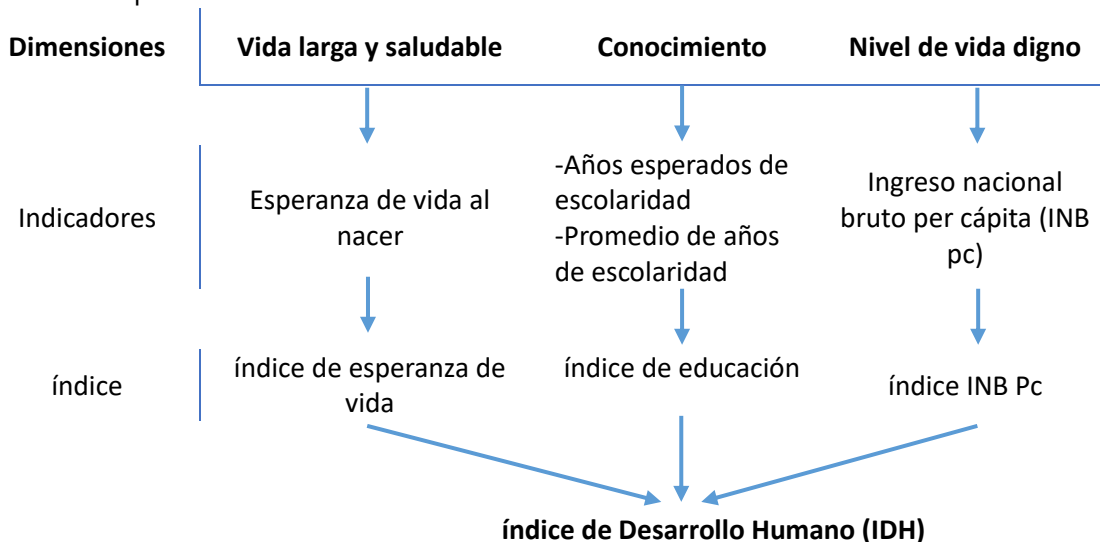 Dimensiones
Vida larga y saludable
Conocimiento
Nivel de vida digno
Indicadores
Esperanza de vida al
nacer
-Años esperados de
escolaridad
-Promedio de años
de escolaridad
Ingreso nacional
bruto per cápita (INB
pc)
índice
índice de esperanza de
vida
índice de educación
índice INB Pc
índice de Desarrollo Humano (IDH)